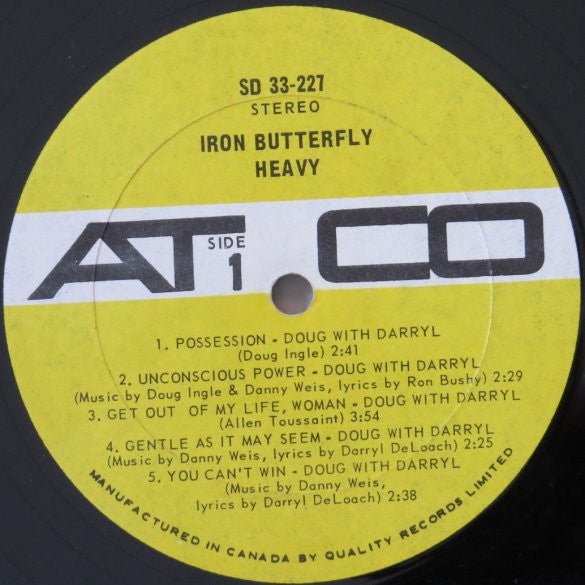 SD 33-227
STEREO
IRON BUTTERFLY
HEAVY
ATCO
SIDE
1
1. POSSESSION - DOUG WITH DARRYL
(Doug Ingle) 2:41
2. UNCONSCIOUS POWER - DOUG WITH DARRYL
(Music by Doug Ingle & Danny Weis, lyrics by Ron Bushy) 2:29
3. GET OUT OF MY LIFE, WOMAN - DOUG WITH DARRYL
(Allen Toussaint) 3:54
4. GENTLE AS IT MAY SEEM - DOUG WITH DARRYL
(Music by Danny Weis, lyrics by Darryl DeLoach) 2:25
5. YOU CAN'T WIN - DOUG WITH DARRYL
(Music by Danny Weis,
lyrics by Darryl DeLoach) 2:38
MANUFACTURED IN CANADA BY QUALITY RECORDS LIMITED